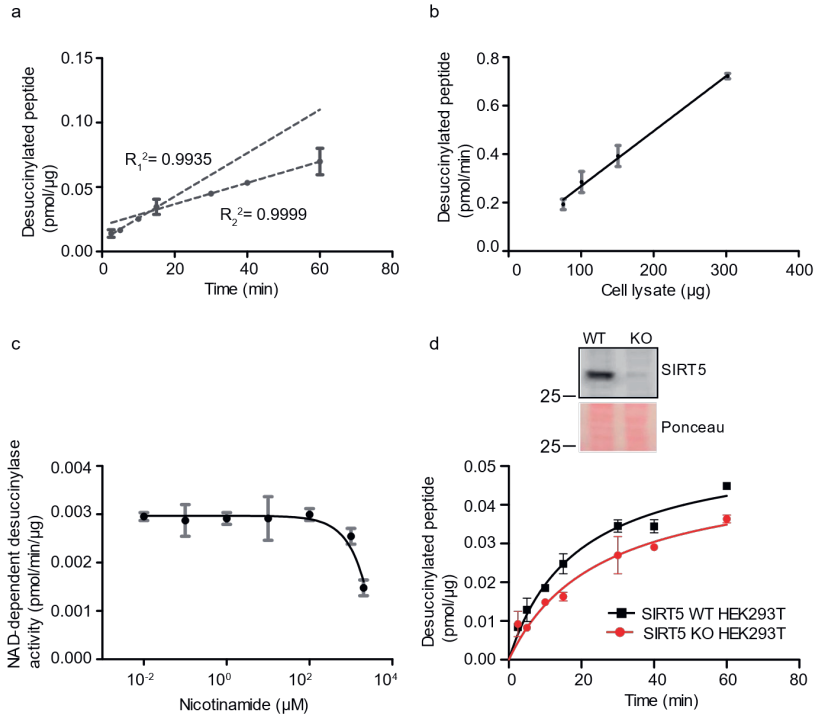 a
Desuccinylated peptide
(pmol/µg)
0.15
0.10
0.05
0.00
R₁²= 0.9935
R₂²= 0.9999
0 20 40 60 80
Time (min)
b
Desuccinylated peptide
(pmol/min)
0.8
0.6
0.4
0.2
0.0
0 100 200 300 400
Cell lysate (µg)
c
NAD-dependent desuccinylase
activity (pmol/min/µg)
0.004
0.003
0.002
0.001
0.000
10⁻² 10⁰ 10² 10⁴
Nicotinamide (µM)
d
WT KO
SIRT5
25
Ponceau
25
Desuccinylated peptide
(pmol/µg)
0.05
0.04
0.03
0.02
0.01
0.00
SIRT5 WT HEK293T
SIRT5 KO HEK293T
0 20 40 60 80
Time (min)